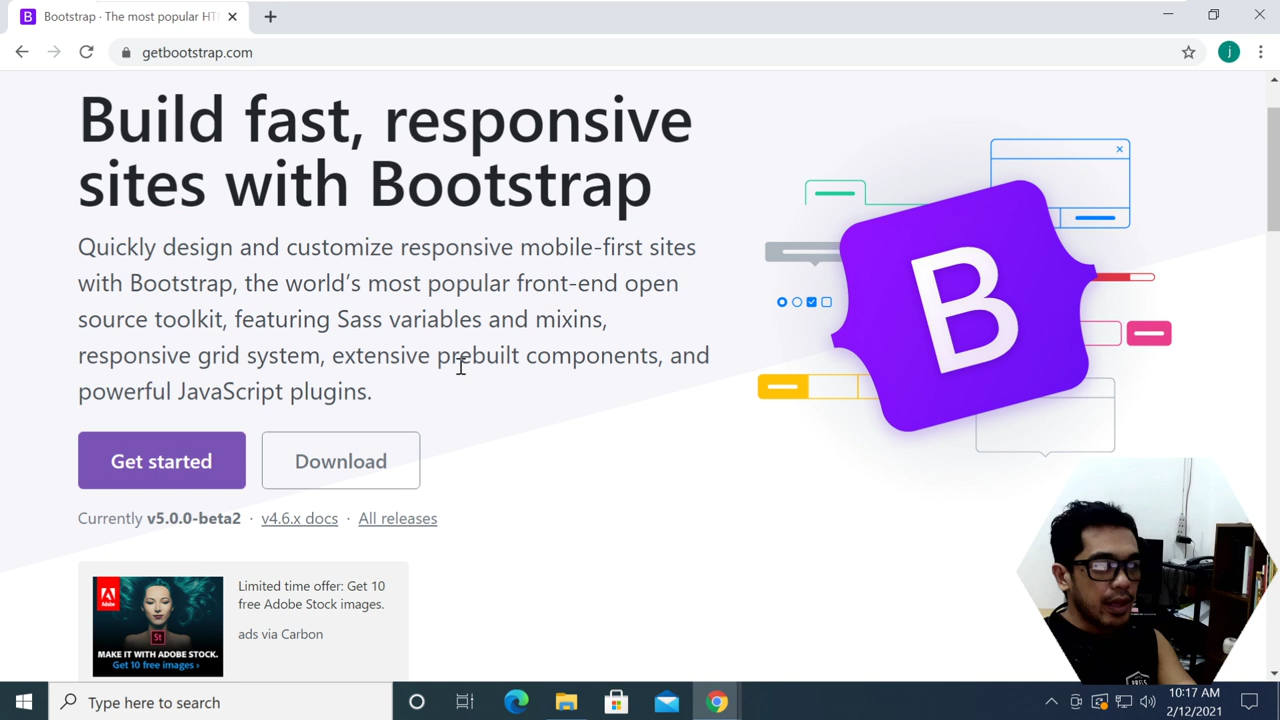 Bootstrap · The most popular HT
getbootstrap.com
j
Build fast, responsive
sites with Bootstrap
Quickly design and customize responsive mobile-first sites
with Bootstrap, the world’s most popular front-end open
source toolkit, featuring Sass variables and mixins,
responsive grid system, extensive prebuilt components, and
powerful JavaScript plugins.
B
Get started
Download
Currently v5.0.0-beta2 · v4.6.x docs · All releases
Adobe
St
MAKE IT WITH ADOBE STOCK.
Get 10 free images ›
Limited time offer: Get 10
free Adobe Stock images.
ads via Carbon
Type here to search
10:17 AM
2/12/2021